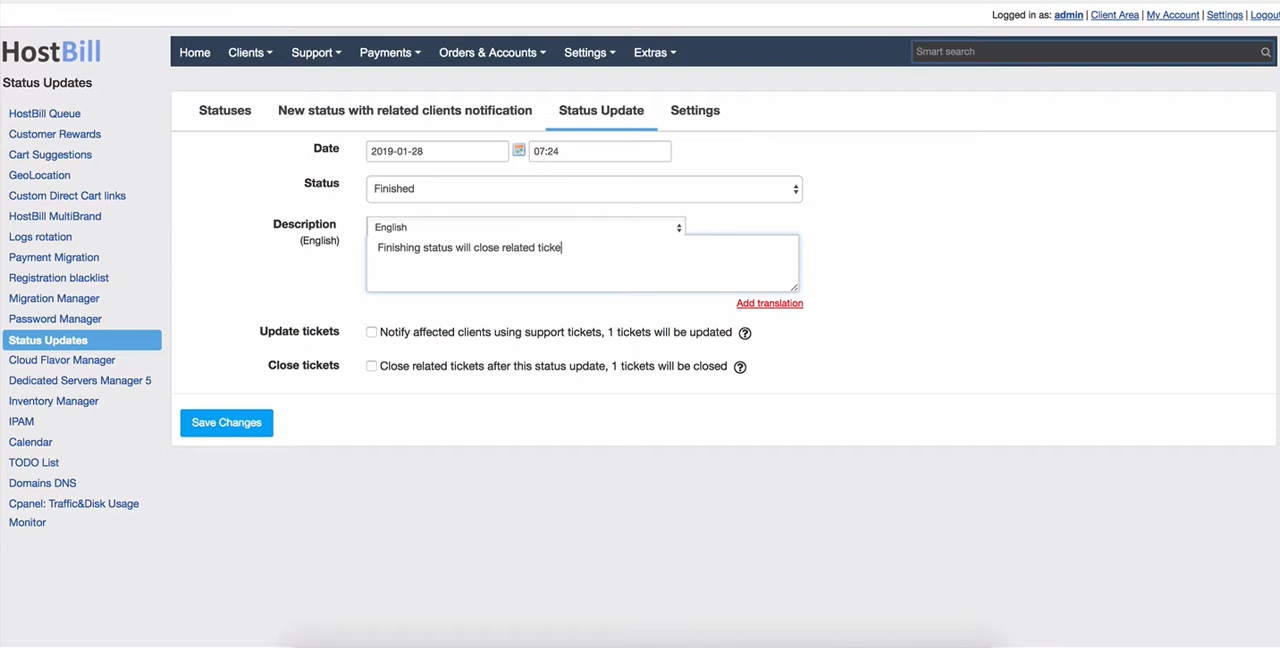 Logged in as: admin | Client Area | My Account | Settings | Logout
HostBill
Home Clients Support Payments Orders & Accounts Settings Extras Smart search
Status Updates
HostBill Queue
Customer Rewards
Cart Suggestions
GeoLocation
Custom Direct Cart links
HostBill MultiBrand
Logs rotation
Payment Migration
Registration blacklist
Migration Manager
Password Manager
Status Updates
Cloud Flavor Manager
Dedicated Servers Manager 5
Inventory Manager
IPAM
Calendar
TODO List
Domains DNS
Cpanel: Traffic&Disk Usage
Monitor
Statuses New status with related clients notification Status Update Settings
Date 2019-01-28 07:24
Status Finished
Description English
(English) Finishing status will close related ticke
Add translation
Update tickets Notify affected clients using support tickets, 1 tickets will be updated ?
Close tickets Close related tickets after this status update, 1 tickets will be closed ?
Save Changes